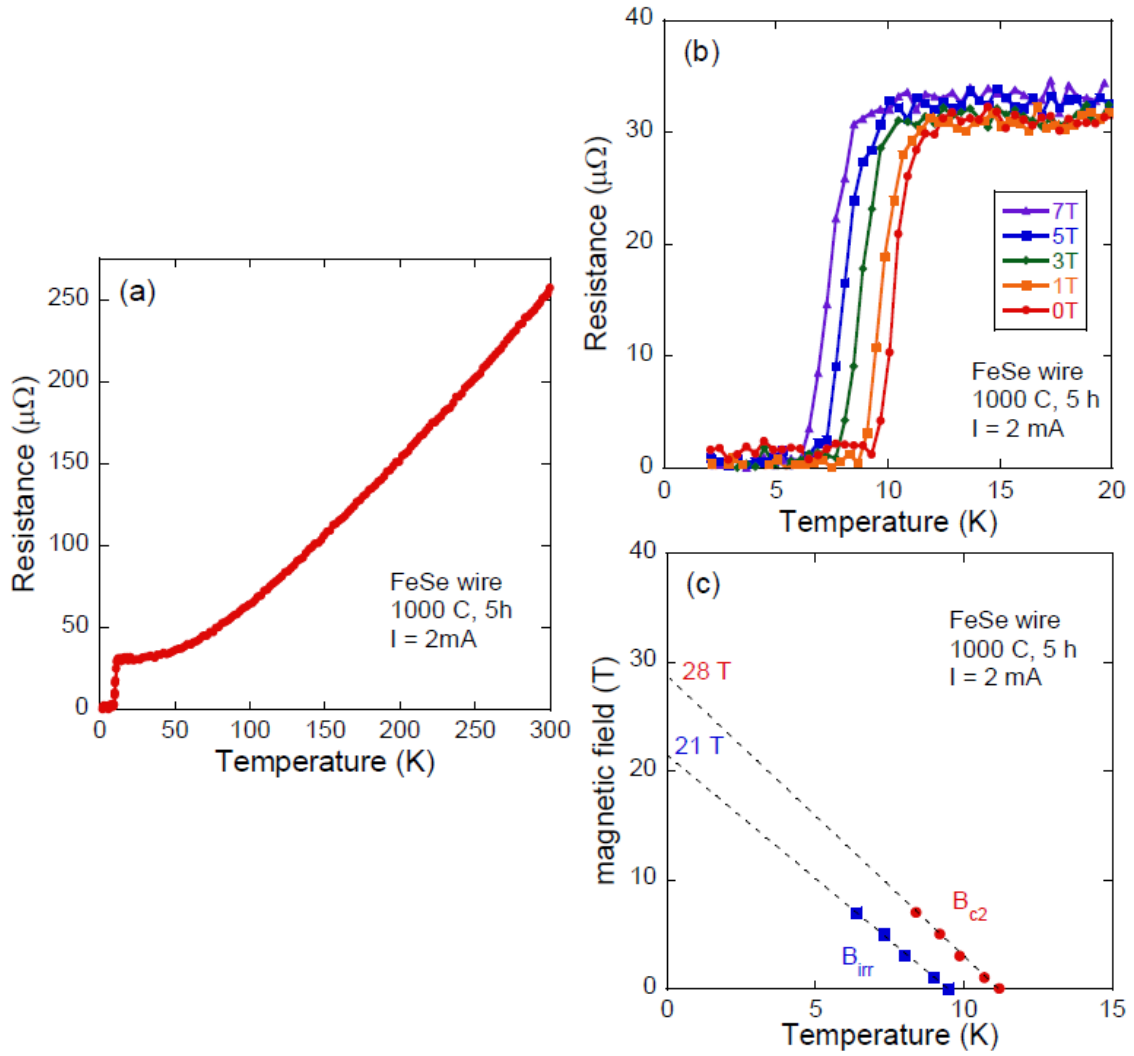 (a)
Resistance (μΩ)
250
200
150
100
50
0
FeSe wire
1000 C, 5h
I = 2mA
0 50 100 150 200 250 300
Temperature (K)
(b)
Resistance (μΩ)
40
30
20
10
0
7T
5T
3T
1T
0T
FeSe wire
1000 C, 5 h
I = 2 mA
0 5 10 15 20
Temperature (K)
(c)
magnetic field (T)
40
30
20
10
0
FeSe wire
1000 C, 5 h
I = 2 mA
28 T
21 T
Bc2
Birr
0 5 10 15
Temperature (K)